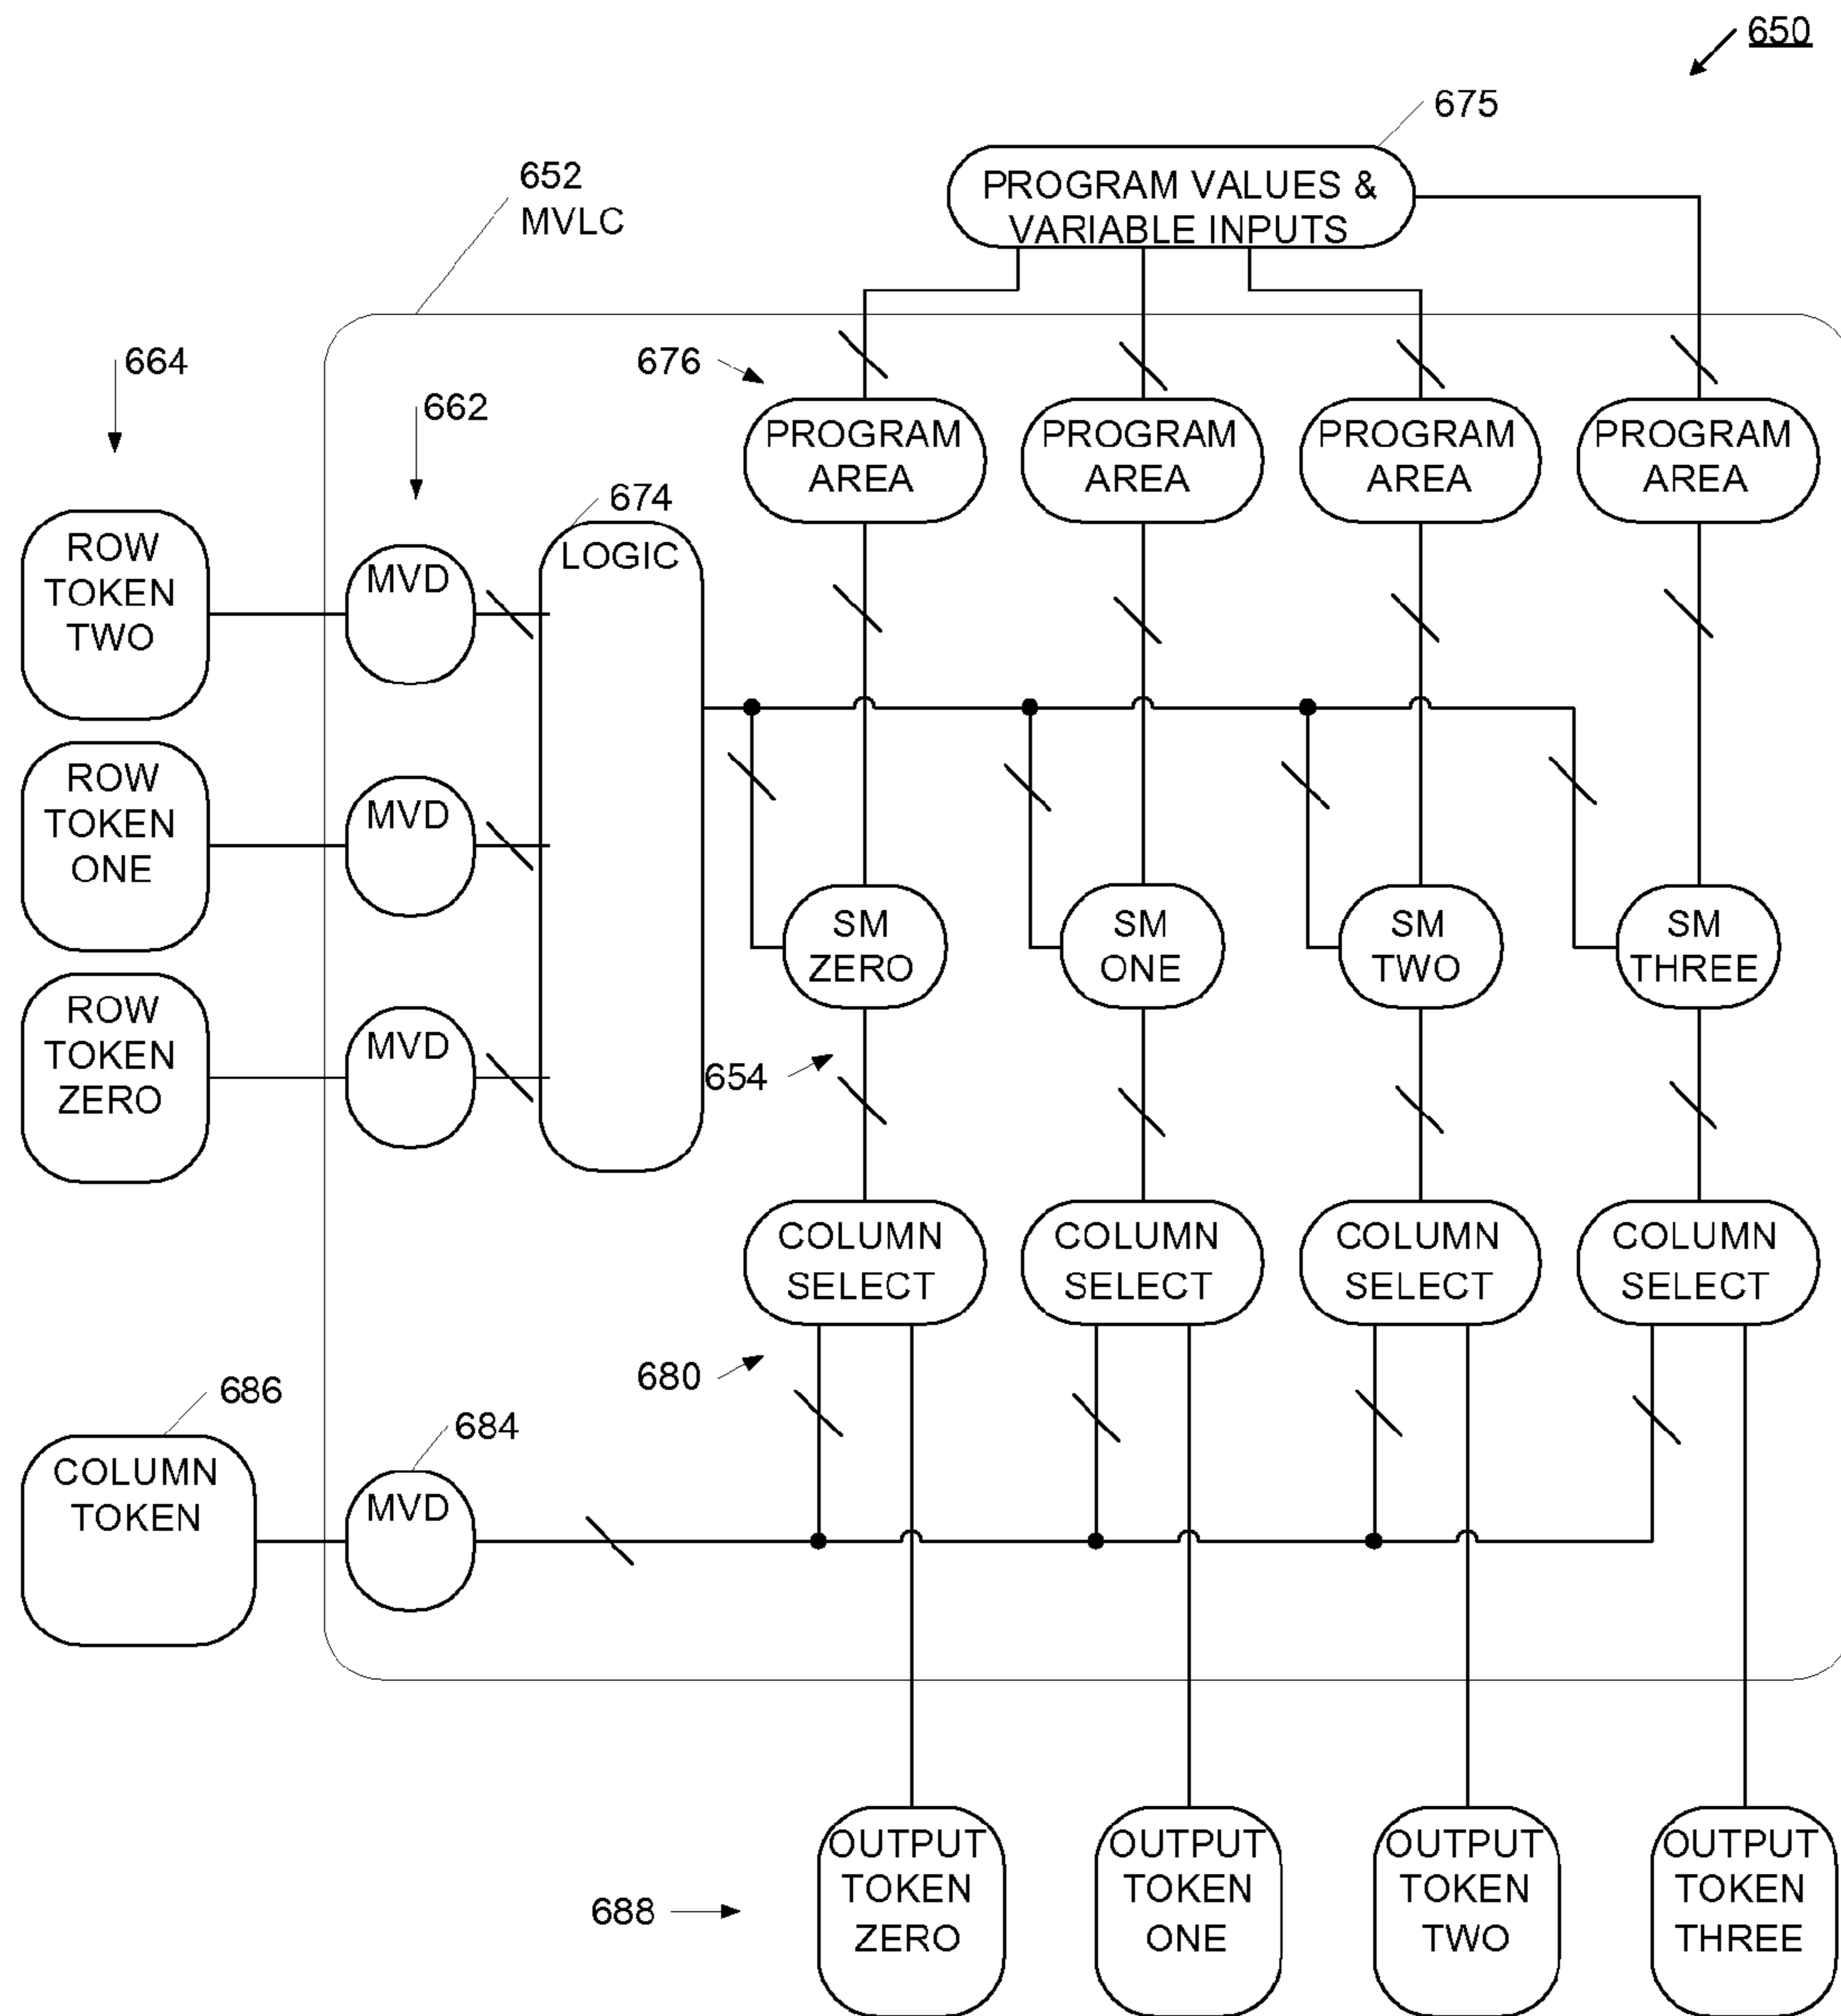 650
675
PROGRAM VALUES &
VARIABLE INPUTS
652
MVLC
664
662
676
PROGRAM
AREA
PROGRAM
AREA
PROGRAM
AREA
PROGRAM
AREA
674
LOGIC
ROW
TOKEN
TWO
MVD
ROW
TOKEN
ONE
MVD
ROW
TOKEN
ZERO
MVD
SM
ZERO
SM
ONE
SM
TWO
SM
THREE
654
COLUMN
SELECT
COLUMN
SELECT
COLUMN
SELECT
COLUMN
SELECT
680
686
COLUMN
TOKEN
684
MVD
688
OUTPUT
TOKEN
ZERO
OUTPUT
TOKEN
ONE
OUTPUT
TOKEN
TWO
OUTPUT
TOKEN
THREE